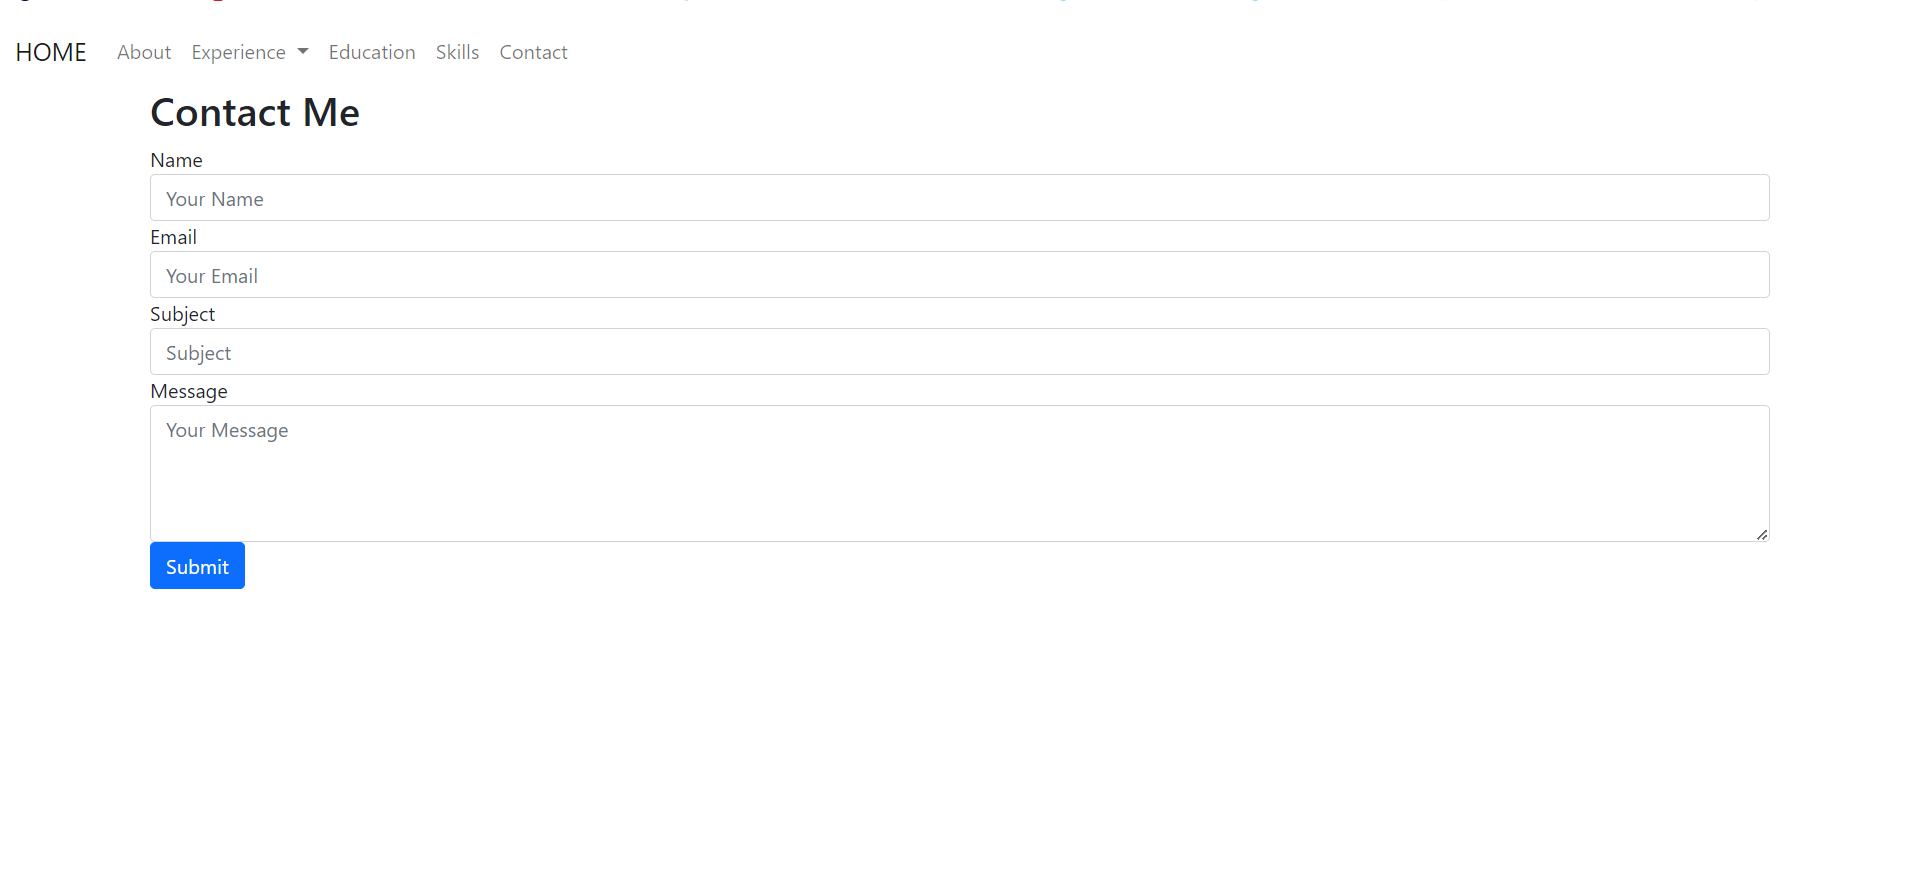 HOME About Experience Education Skills Contact
Contact Me
Name
Your Name
Email
Your Email
Subject
Subject
Message
Your Message
Submit